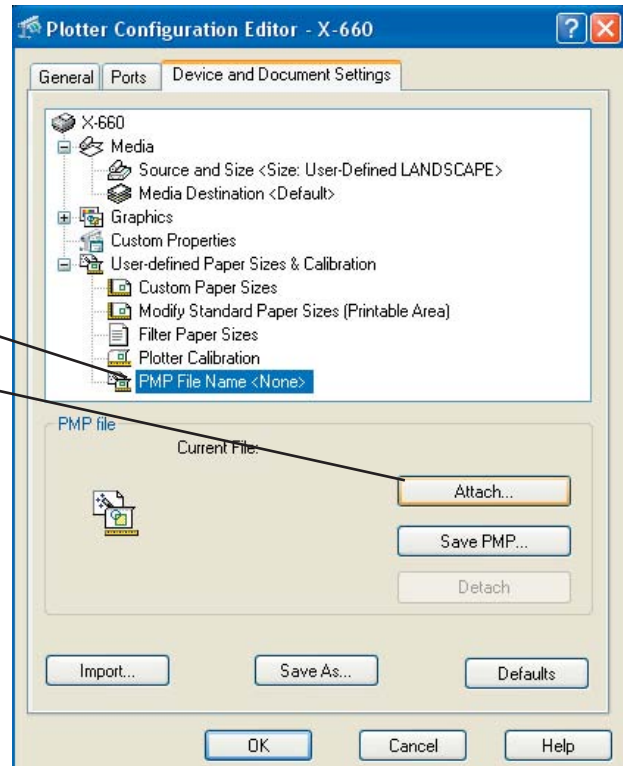 Plotter Configuration Editor - X-660
General Ports Device and Document Settings
X-660
Media
Source and Size <Size: User-Defined LANDSCAPE>
Media Destination <Default>
Graphics
Custom Properties
User-defined Paper Sizes & Calibration
Custom Paper Sizes
Modify Standard Paper Sizes (Printable Area)
Filter Paper Sizes
Plotter Calibration
PMP File Name <None>
PMP file
Current File:
Attach...
Save PMP...
Detach
Import... Save As... Defaults
OK Cancel Help